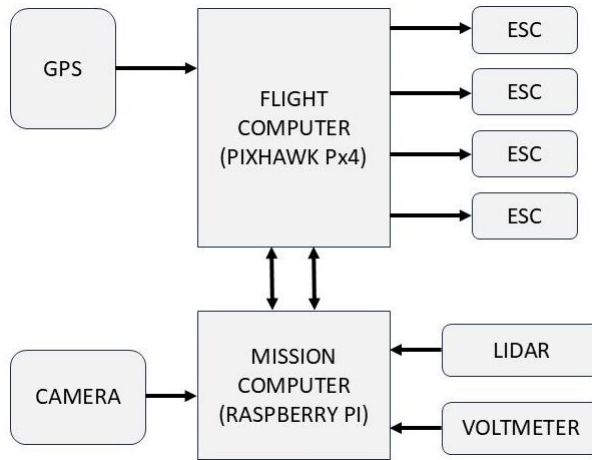 GPS
FLIGHT
COMPUTER
(PIXHAWK Px4)
ESC
ESC
ESC
ESC
CAMERA
MISSION
COMPUTER
(RASPBERRY PI)
LIDAR
VOLTMETER